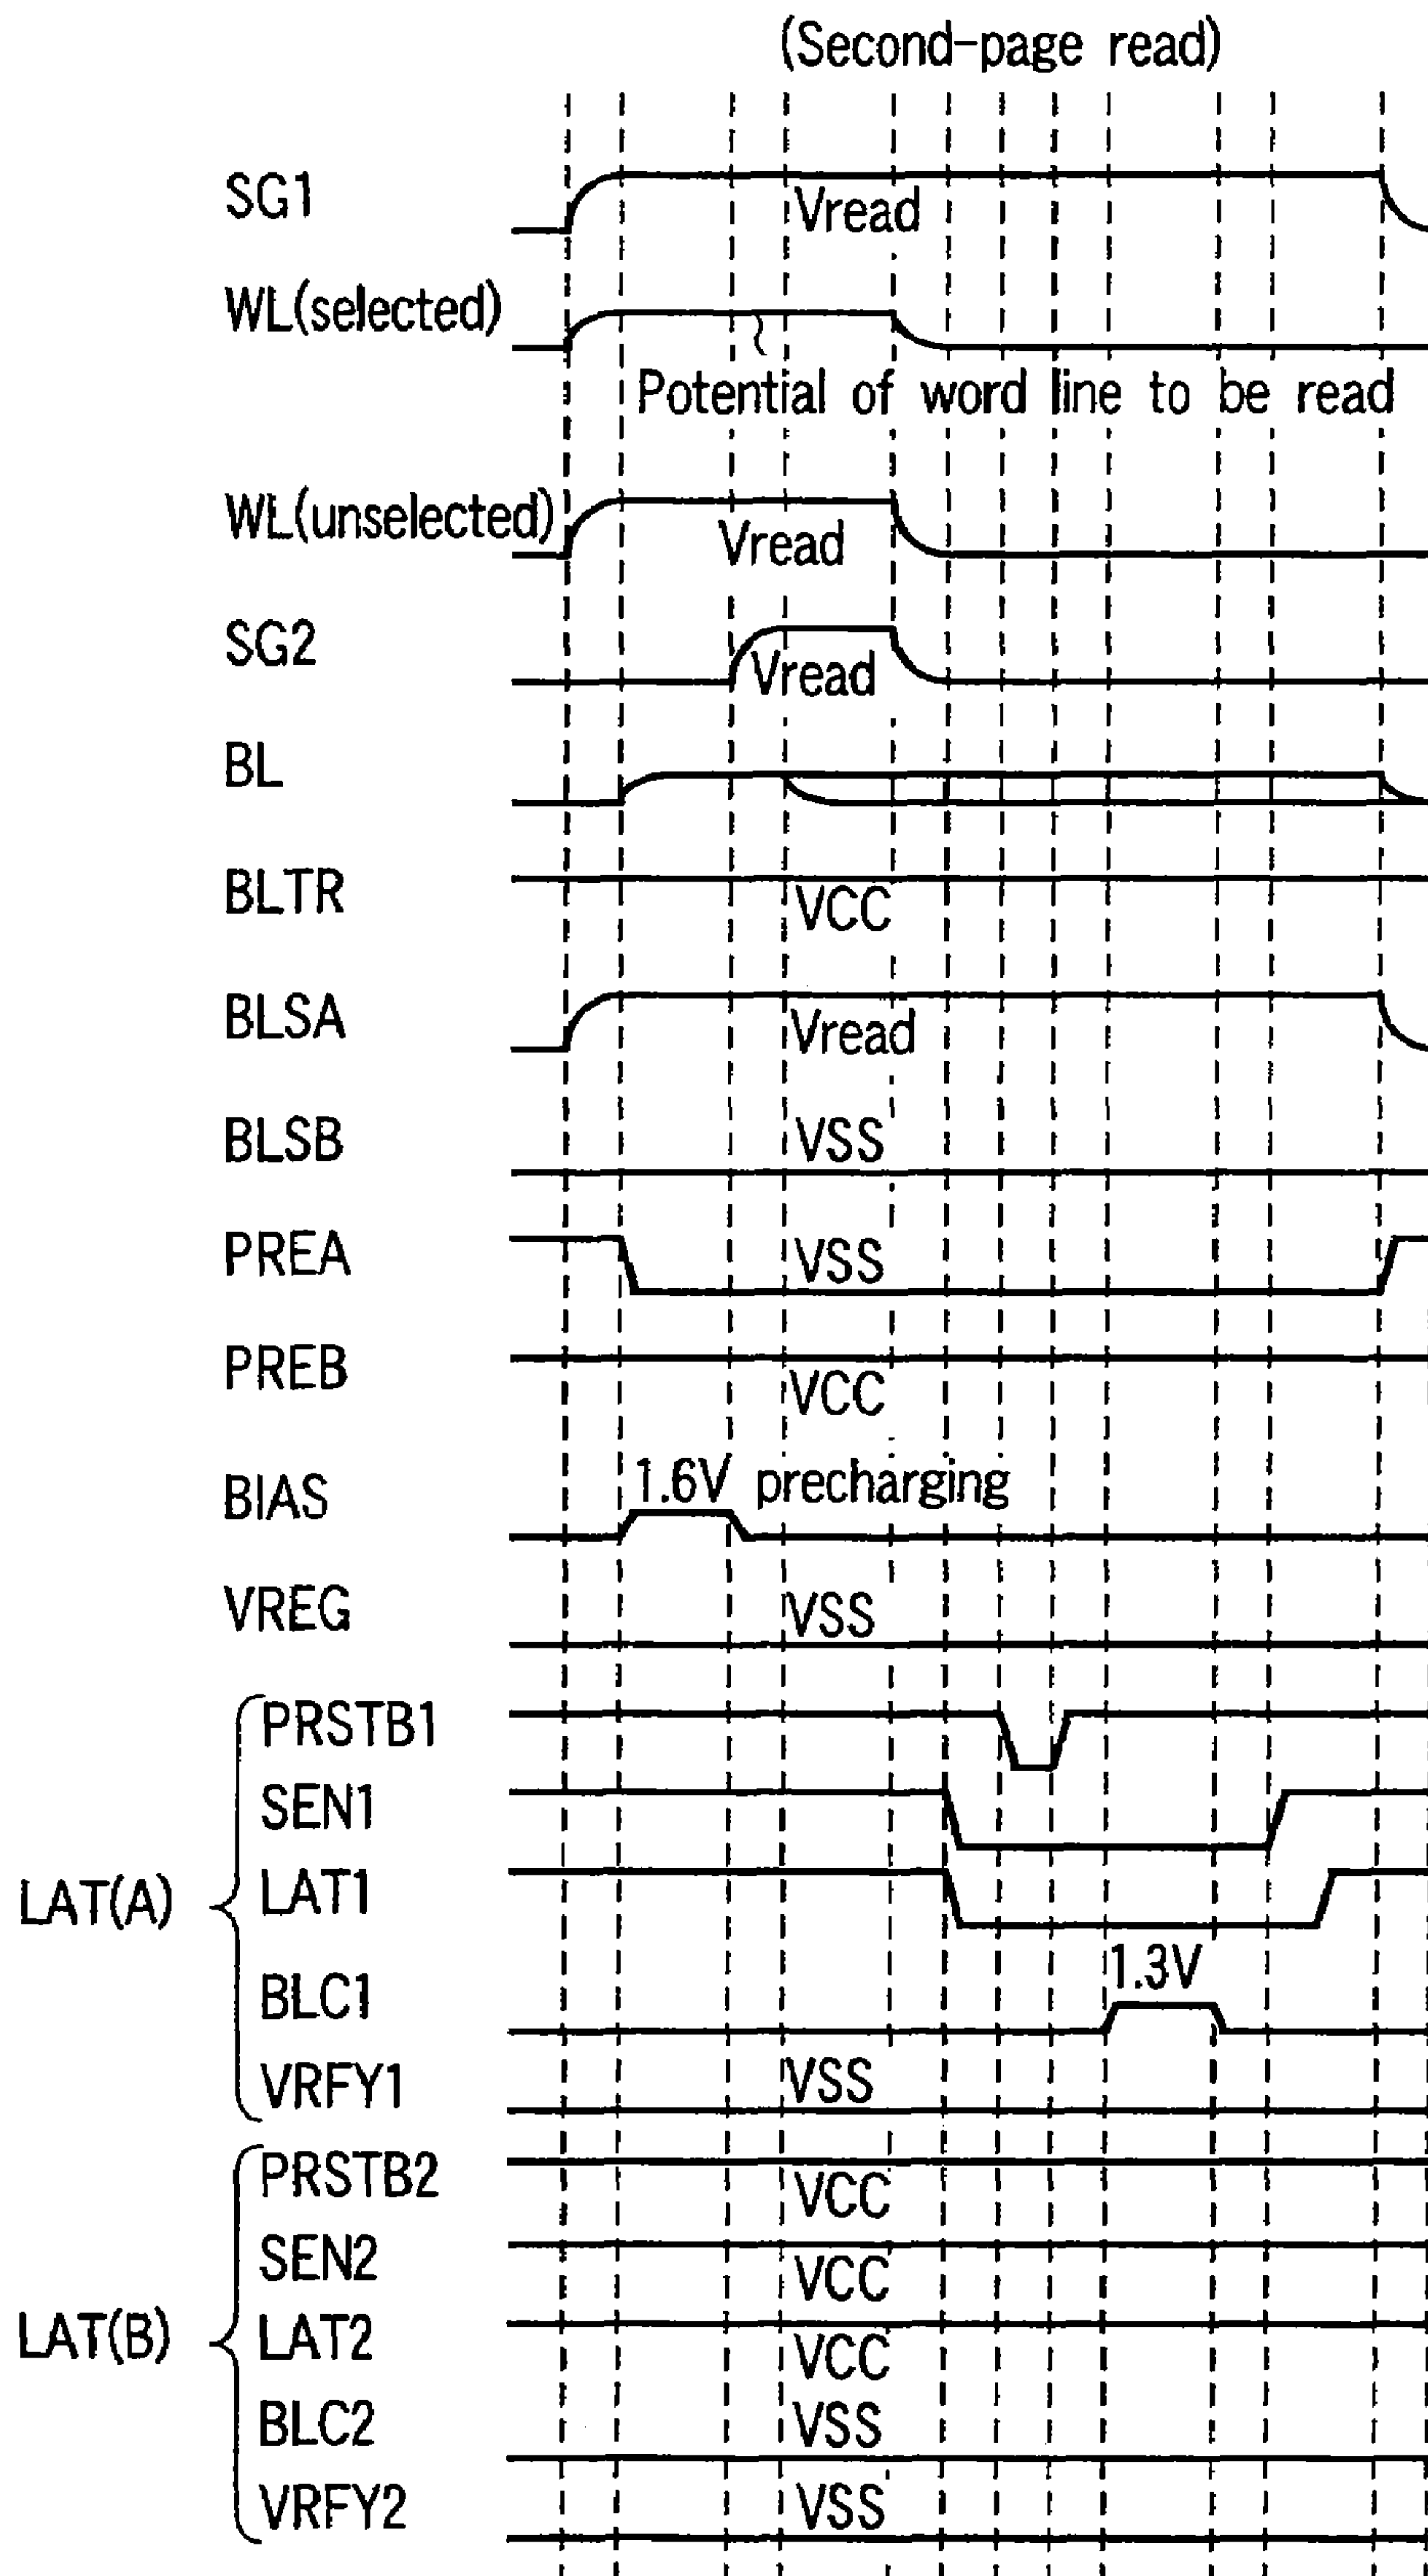 (Second-page read)
SG1
Vread
WL(selected)
Potential of word line to be read
WL(unselected)
Vread
SG2
Vread
BL
BLTR
VCC
BLSA
Vread
BLSB
VSS
PREA
VSS
PREB
VCC
BIAS
1.6V precharging
VREG
VSS
LAT(A)
PRSTB1
SEN1
LAT1
BLC1
1.3V
VRFY1
VSS
LAT(B)
PRSTB2
VCC
SEN2
VCC
LAT2
VCC
BLC2
VSS
VRFY2
VSS